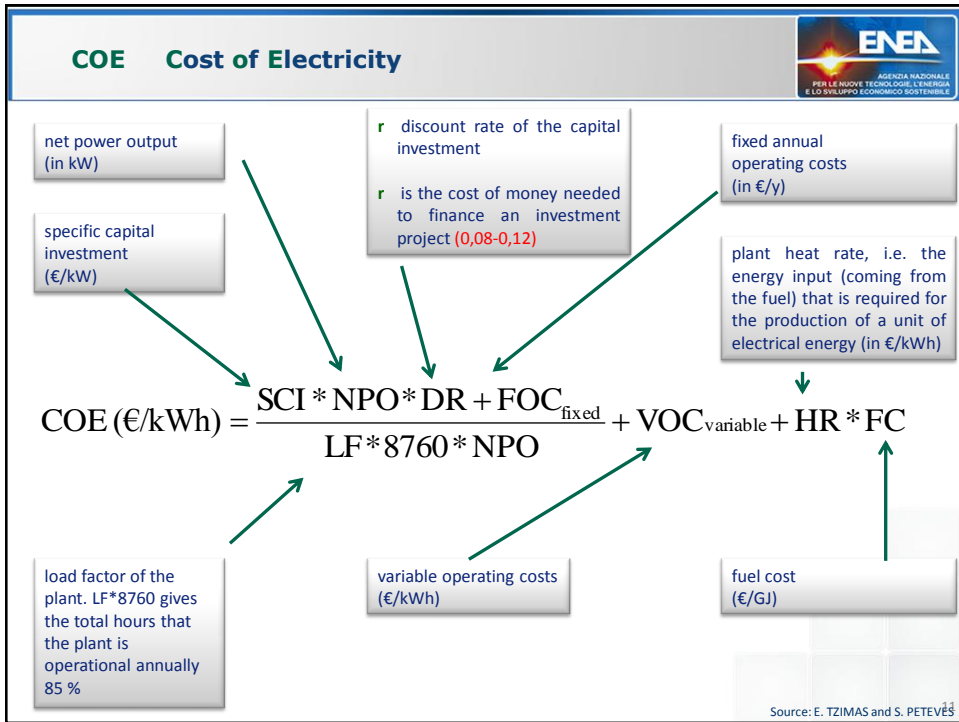 COE Cost of Electricity
ENEA
AGENZIA NAZIONALE
PER LE NUOVE TECNOLOGIE, L'ENERGIA
E LO SVILUPPO ECONOMICO SOSTENIBILE
net power output
(in kW)
r discount rate of the capital
investment
r is the cost of money needed
to finance an investment
project (0,08-0,12)
fixed annual
operating costs
(in €/y)
specific capital
investment
(€/kW)
plant heat rate, i.e. the
energy input (coming from
the fuel) that is required for
the production of a unit of
electrical energy (in €/kWh)
COE (€/kWh) = (SCI * NPO * DR + FOC fixed) / (LF*8760* NPO) + VOC variable + HR * FC
load factor of the
plant. LF*8760 gives
the total hours that
the plant is
operational annually
85 %
variable operating costs
(€/kWh)
fuel cost
(€/GJ)
Source: E. TZIMAS and S. PETEVES
11